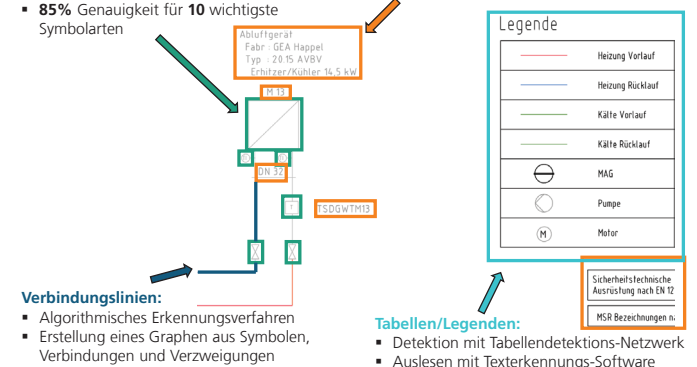 ▪ 85% Genauigkeit für 10 wichtigste
Symbolarten
Abluftgerät
Fabr : GEA Happel
Typ : 20 15 AVBV
Erhitzer/Kühler 14,5 kW
M 13
DN 32
TSDGWTM13
Verbindungslinien:
▪ Algorithmisches Erkennungsverfahren
▪ Erstellung eines Graphen aus Symbolen,
Verbindungen und Verzweigungen
Legende
Heizung Vorlauf
Heizung Rücklauf
Kälte Vorlauf
Kälte Rücklauf
MAG
Pumpe
M Motor
Sicherheitstechnische
Ausrüstung nach EN 12
MSR Bezeichnungen
Tabellen/Legenden:
▪ Detektion mit Tabellendetektions-Netzwerk
▪ Auslesen mit Texterkennungs-Software